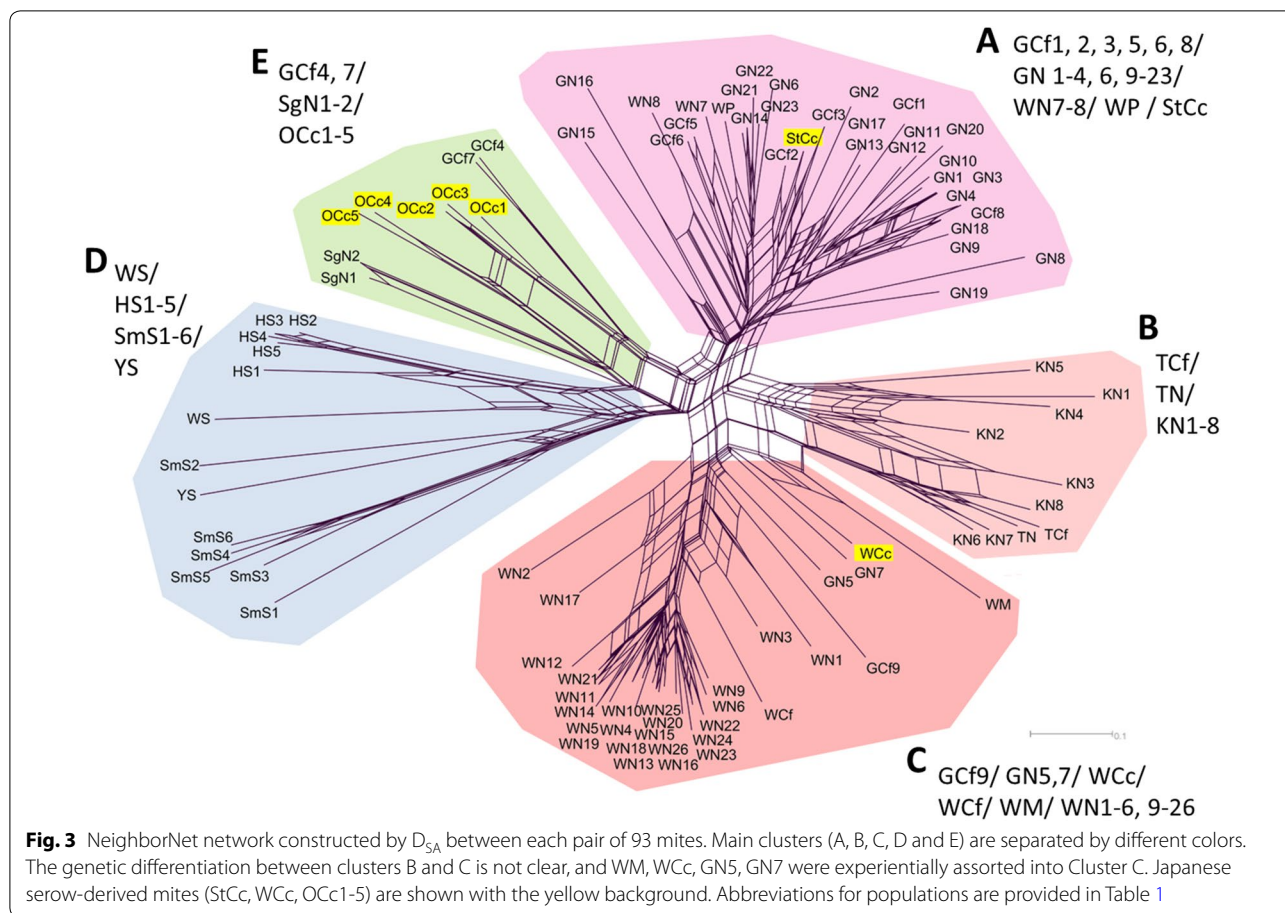 A
GCf1, 2, 3, 5, 6, 8/
GN 1-4, 6, 9-23/
WN7-8/ WP / StCc
E
GCf4, 7/
SgN1-2/
OCc1-5
D
WS/
HS1-5/
SmS1-6/
YS
B
TCf/
TN/
KN1-8
GN16
GN15
WN8
GCf5
GCf6
WN7
WP
GN21
GN22
GN6
GN14
GN23
StCc
GCf2
GCf3
GN2
GN17
GN13
GCf1
GN11
GN12
GN20
GN10
GN1 GN3
GN4
GCf8
GN18
GN9
GN8
GN19
GCf4
GCf7
OCc3
OCc4
OCc2
OCc1
OCc5
SgN2
SgN1
HS3 HS2
HS4
HS5
HS1
WS
SmS2
YS
SmS6
SmS4
SmS5
SmS3
SmS1
KN5
KN1
KN4
KN2
KN3
KN8
TCf
TN
KN7
KN6
WN2
WN17
WN12
WN21
WN11
WN14
WN10
WN25
WN5
WN4
WN20
WN15
WN19
WN18
WN26
WN13
WN16
WN9
WN6
WN22
WN24
WN23
WCf
WN3
WN1
GCf9
WCc
GN5
GN7
WM
0.1
C
GCf9/ GN5,7/ WCc/
WCf/ WM/ WN1-6, 9-26
Fig. 3 NeighborNet network constructed by DSA between each pair of 93 mites. Main clusters (A, B, C, D and E) are separated by different colors.
The genetic differentiation between clusters B and C is not clear, and WM, WCc, GN5, GN7 were experientially assorted into Cluster C. Japanese
serow-derived mites (StCc, WCc, OCc1-5) are shown with the yellow background. Abbreviations for populations are provided in Table 1